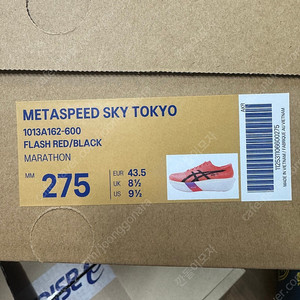 METASPEED SKY TOKYO
1013A162-600
FLASH RED/BLACK
MARATHON
MM 275
EUR 43.5
UK 8½
US 9½
MADE IN VIETNAM / FABRIQUÉ AU VIETNAM